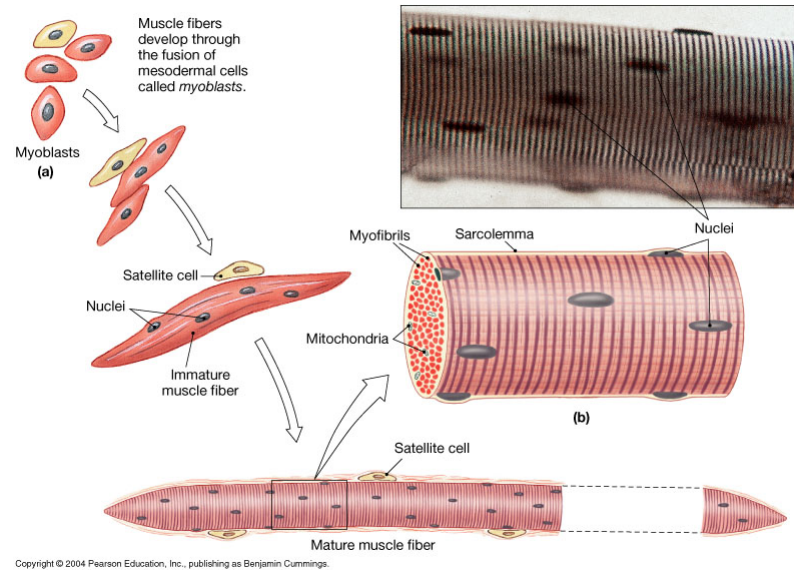 Muscle fibers
develop through
the fusion of
mesodermal cells
called myoblasts.
Myoblasts
(a)
Satellite cell
Nuclei
Immature
muscle fiber
Myofibrils
Sarcolemma
Nuclei
Mitochondria
(b)
Satellite cell
Mature muscle fiber
Copyright © 2004 Pearson Education, Inc., publishing as Benjamin Cummings.